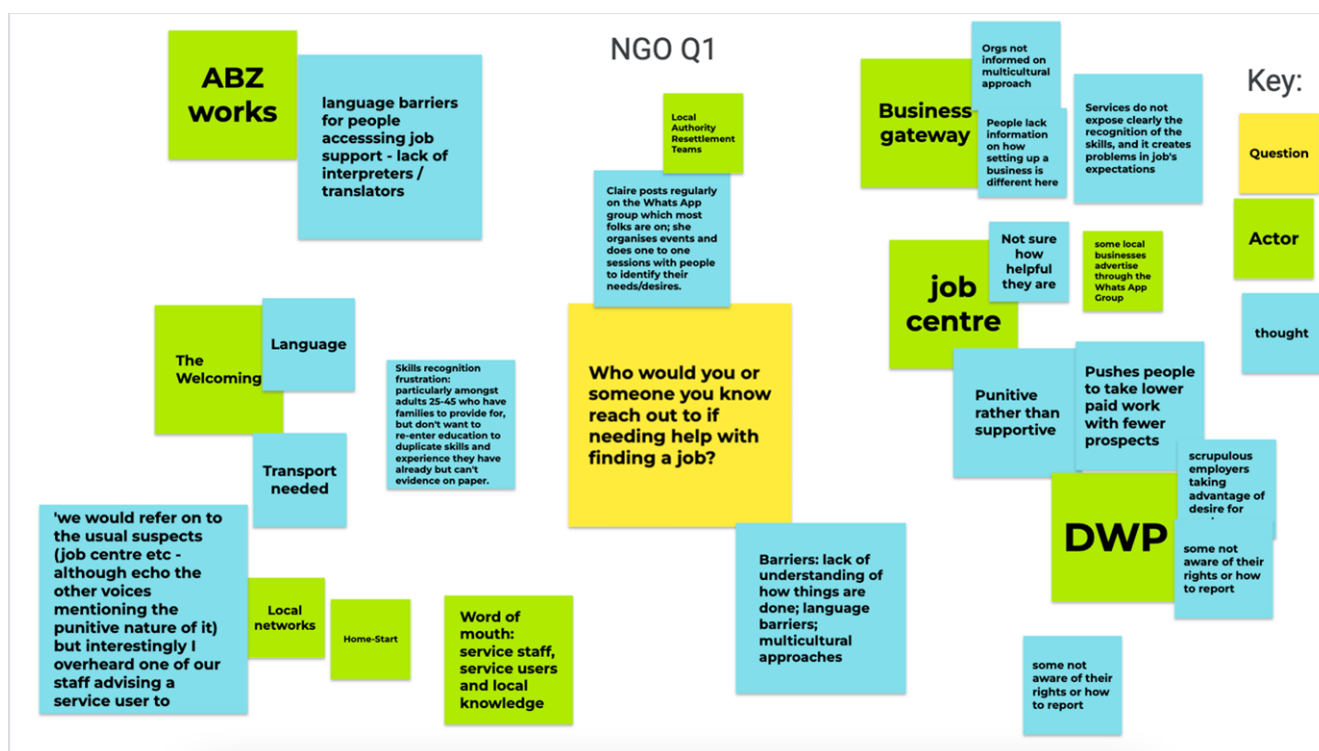 NGO Q1
ABZ
works
language barriers
for people
accesssing job
support - lack of
interpreters /
translators
Local
Authority
Resettlement
Teams
Claire posts regularly
on the Whats App
group which most
folks are on; she
organises events and
does one to one
sessions with people
to identify their
needs/desires.
Business
gateway
Orgs not
informed on
multicultural
approach
People lack
information
on how
setting up a
business is
different here
Services do not
expose clearly the
recognition of the
skills, and it creates
problems in job's
expectations
Key:
Question
Actor
thought
job
centre
Not sure
how
helpful
they are
some local
businesses
advertise
through the
Whats App
Group
Punitive
rather than
supportive
Pushes people
to take lower
paid work
with fewer
prospects
The
Welcoming
Language
Transport
needed
Skills recognition
frustration:
particularly amongst
adults 25-45 who have
families to provide for,
but don't want to
re-enter education to
duplicate skills and
experience they have
already but can't
evidence on paper.
Who would you or
someone you know
reach out to if
needing help with
finding a job?
DWP
scrupulous
employers
taking
advantage of
desire for
some not
aware of their
rights or how
to report
'we would refer on to
the usual suspects
(job centre etc -
although echo the
other voices
mentioning the
punitive nature of it)
but interestingly I
overheard one of our
staff advising a
service user to
Local
networks
Home-Start
Word of
mouth:
service staff,
service users
and local
knowledge
Barriers: lack of
understanding of
how things are
done; language
barriers;
multicultural
approaches
some not
aware of their
rights or how
to report